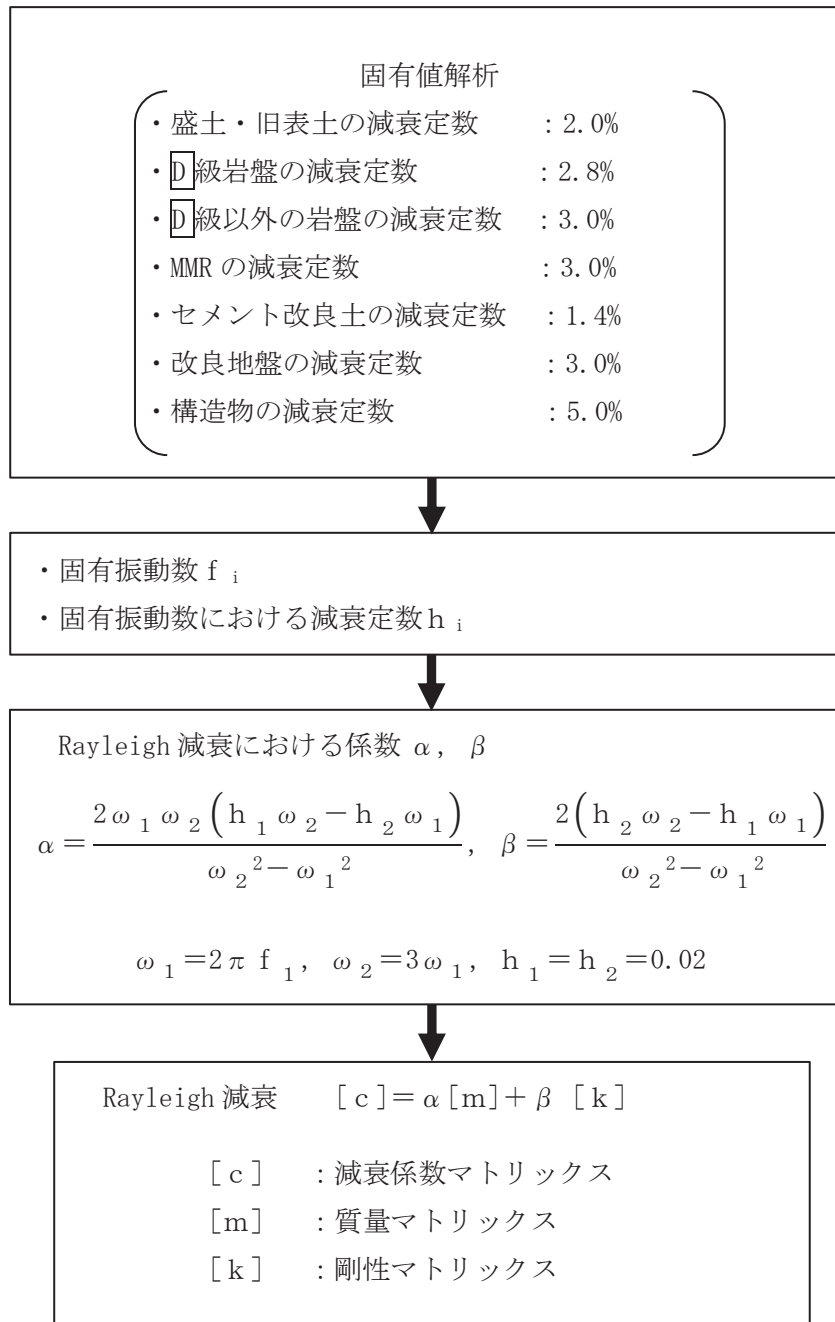 固有値解析
・盛土・旧表土の減衰定数 :2.0%
・D級岩盤の減衰定数 :2.8%
・D級以外の岩盤の減衰定数 :3.0%
・MMRの減衰定数 :3.0%
・セメント改良土の減衰定数 :1.4%
・改良地盤の減衰定数 :3.0%
・構造物の減衰定数 :5.0%
・固有振動数ｆ i
・固有振動数における減衰定数ｈ i
Rayleigh減衰における係数 α, β
α＝2ω1ω2(h1ω2－h2ω1)/(ω2²－ω1²), β＝2(h2ω2－h1ω1)/(ω2²－ω1²)
ω1＝2πf1, ω2＝3ω1, h1＝h2＝0.02
Rayleigh減衰 [c]＝α[m]＋β[k]
[c] :減衰係数マトリックス
[m] :質量マトリックス
[k] :剛性マトリックス